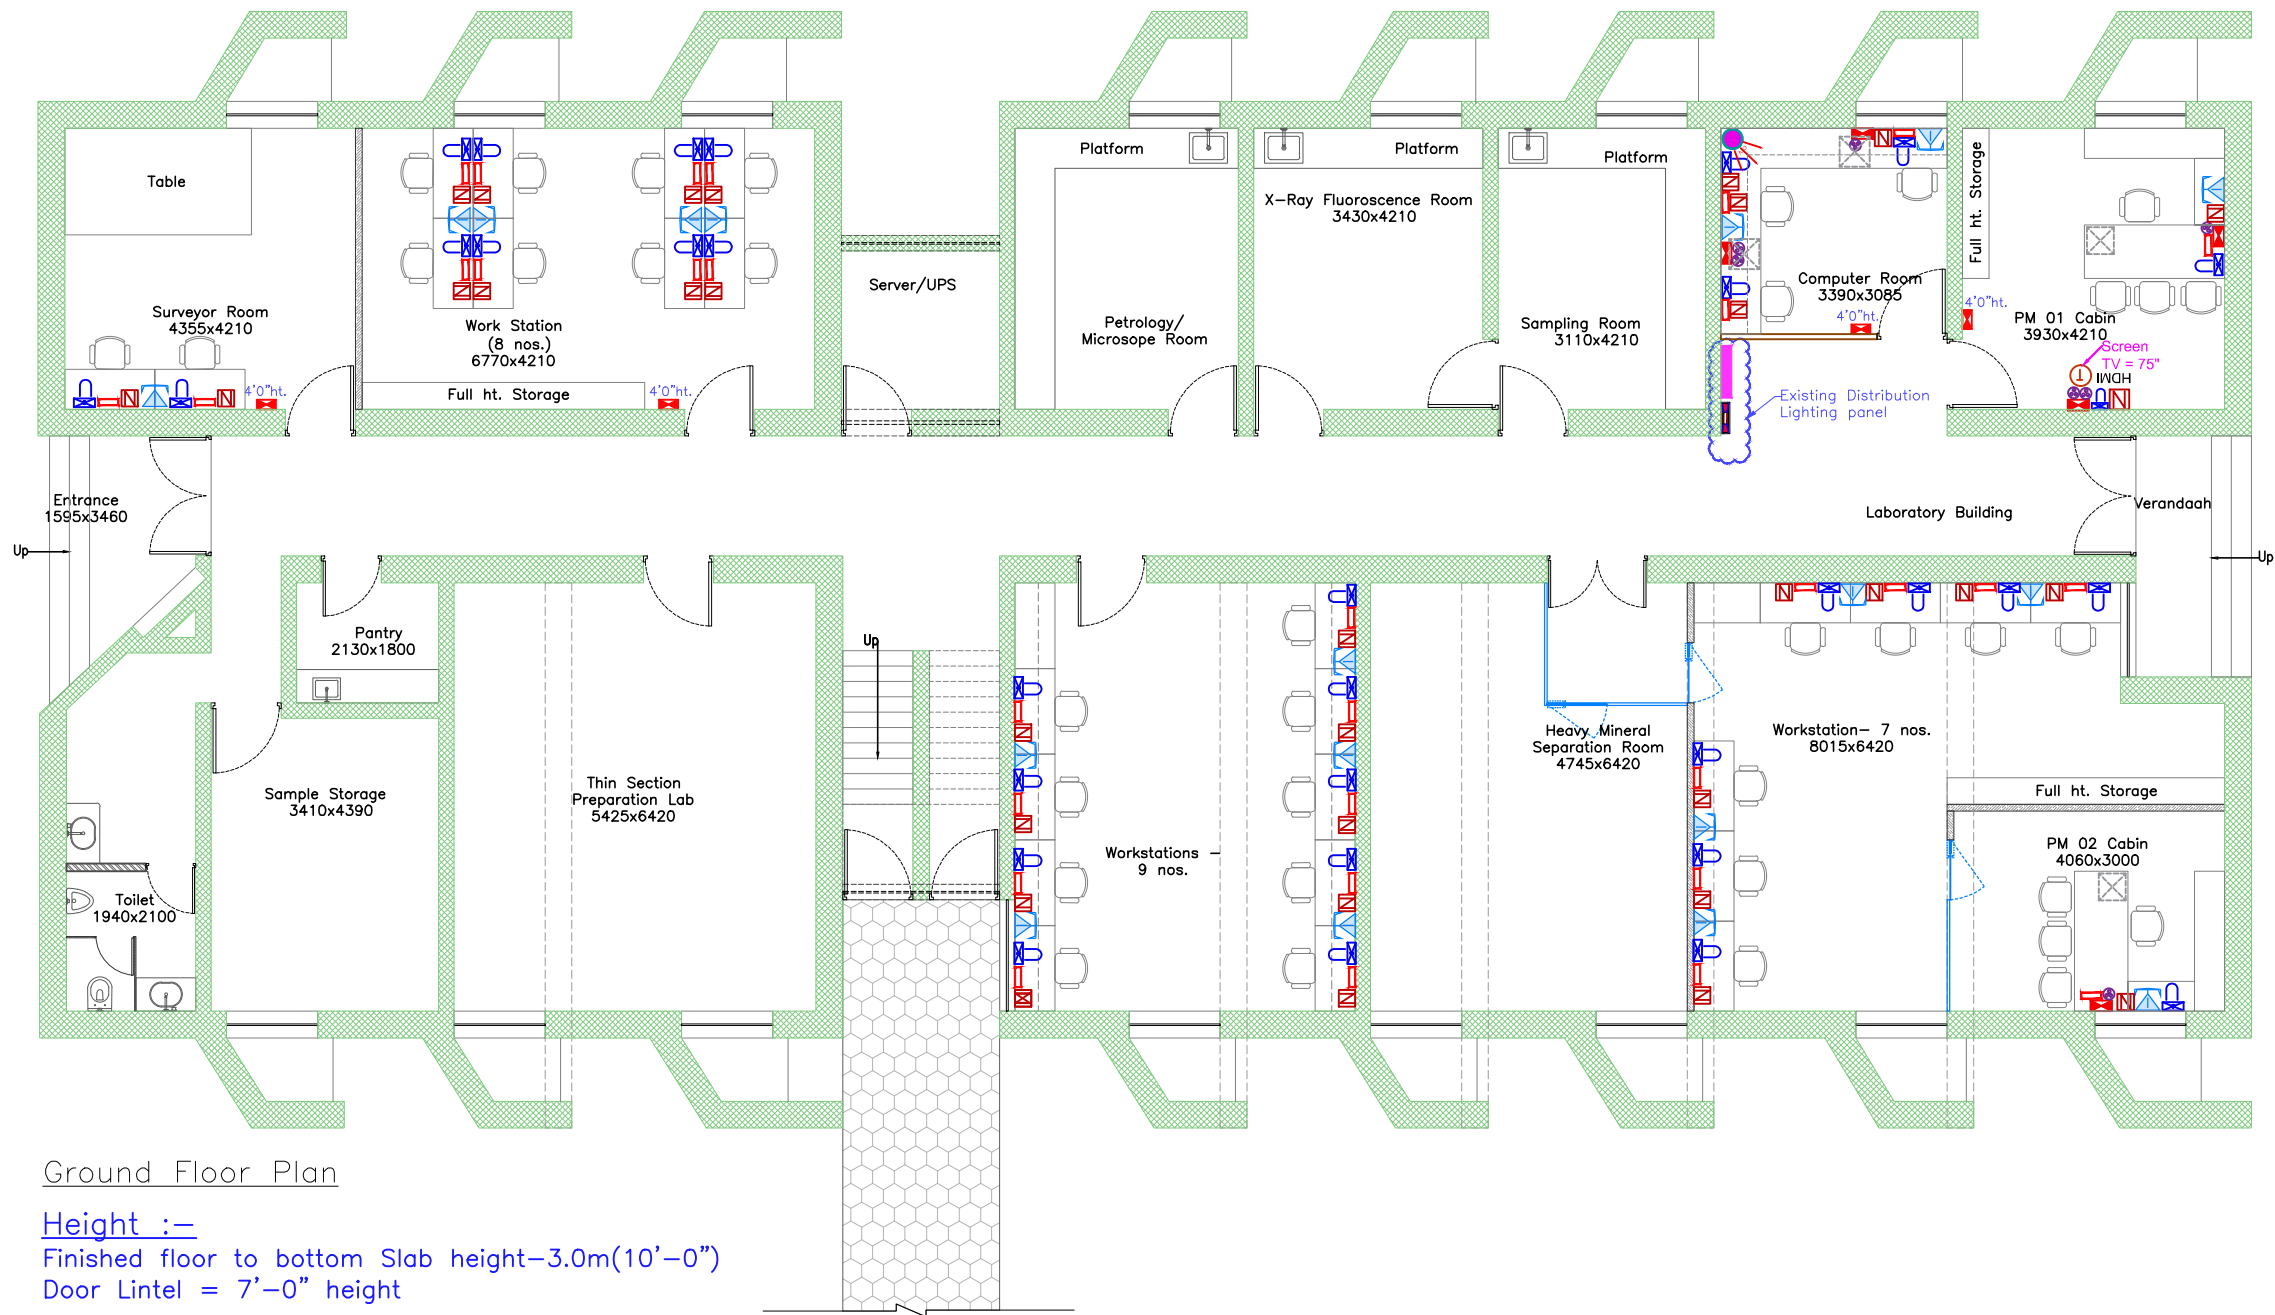 Table
Surveyor Room
4355x4210
4'0"ht.
Work Station
(8 nos.)
6770x4210
Full ht. Storage
4'0"ht.
Server/UPS
Platform
Petrology/
Microsope Room
Platform
X-Ray Fluoroscence Room
3430x4210
Platform
Sampling Room
3110x4210
Computer Room
3390x3085
4'0"ht.
Full ht. Storage
4'0"ht.
PM 01 Cabin
3930x4210
Screen
TV = 75"
T
HDMI
Existing Distribution
Lighting panel
Entrance
1595x3460
Up
Laboratory Building
Verandaah
Up
Pantry
2130x1800
Up
Sample Storage
3410x4390
Thin Section
Preparation Lab
5425x6420
Toilet
1940x2100
Workstations -
9 nos.
Heavy Mineral
Separation Room
4745x6420
Workstation- 7 nos.
8015x6420
Full ht. Storage
PM 02 Cabin
4060x3000
Ground Floor Plan
Height :-
Finished floor to bottom Slab height-3.0m(10'-0")
Door Lintel = 7'-0" height